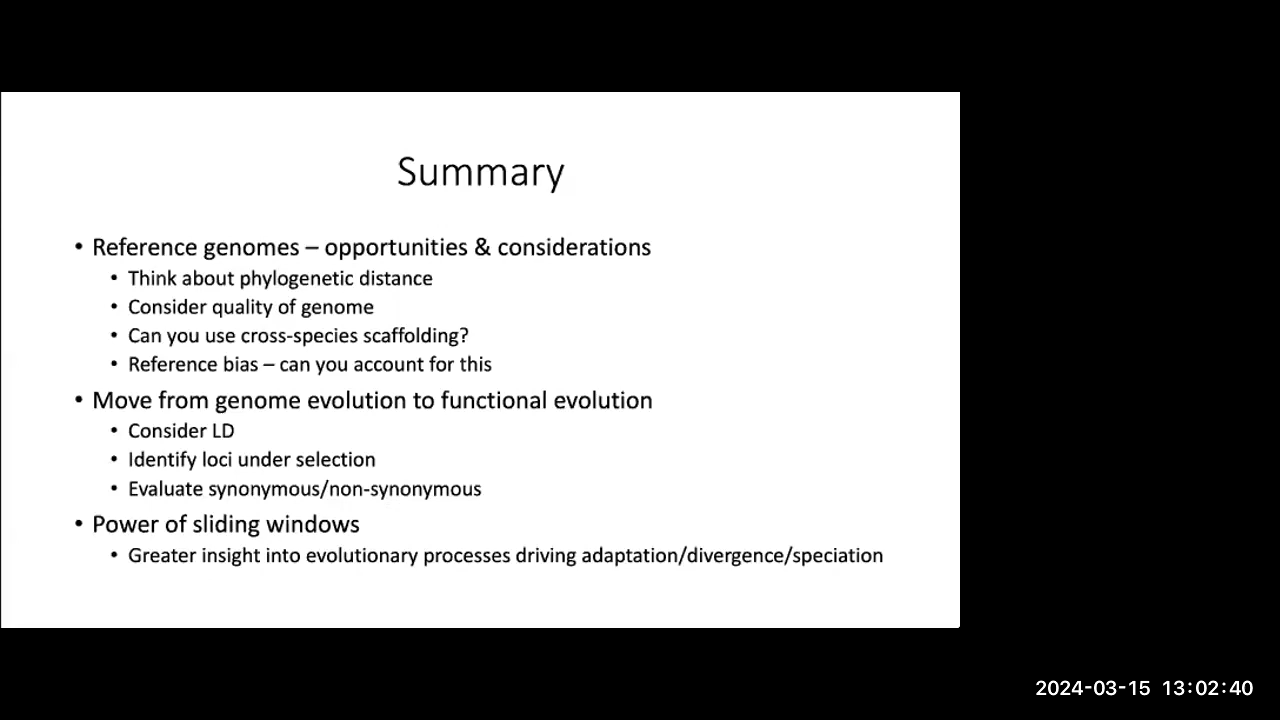 Summary
• Reference genomes – opportunities & considerations
• Think about phylogenetic distance
• Consider quality of genome
• Can you use cross-species scaffolding?
• Reference bias – can you account for this
• Move from genome evolution to functional evolution
• Consider LD
• Identify loci under selection
• Evaluate synonymous/non-synonymous
• Power of sliding windows
• Greater insight into evolutionary processes driving adaptation/divergence/speciation
2024-03-15 13:02:40